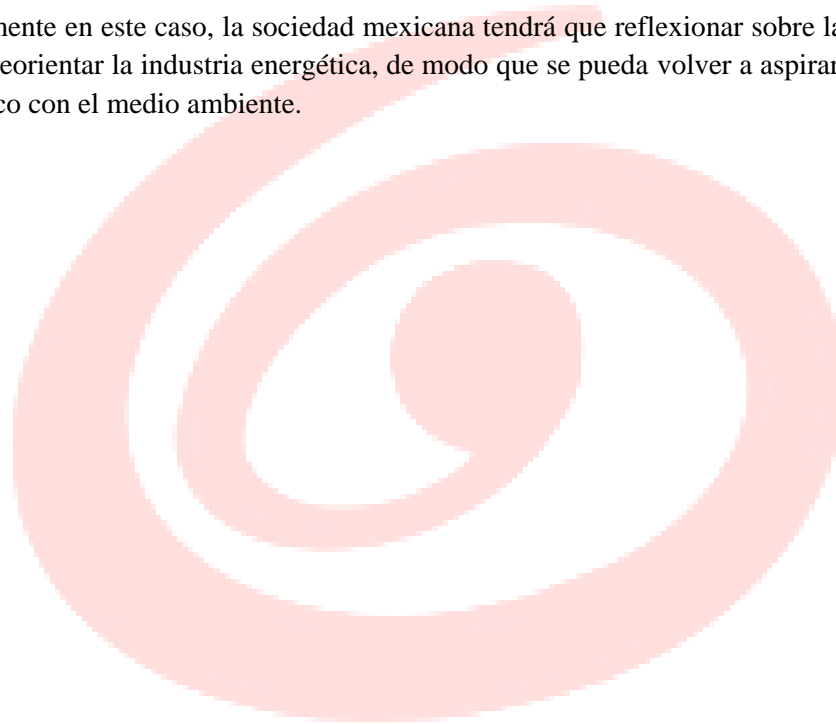 mente en este caso, la sociedad mexicana tendrá que reflexionar sobre la
eorientar la industria energética, de modo que se pueda volver a aspirar
co con el medio ambiente.